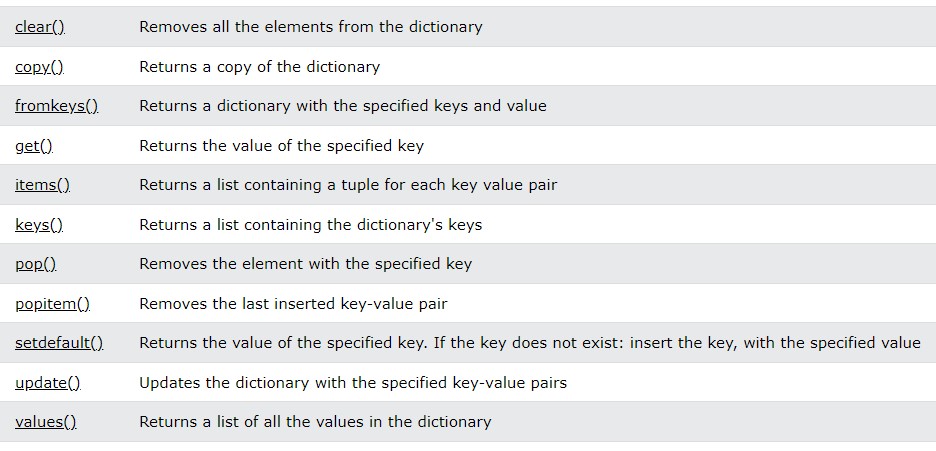 clear() Removes all the elements from the dictionary
copy() Returns a copy of the dictionary
fromkeys() Returns a dictionary with the specified keys and value
get() Returns the value of the specified key
items() Returns a list containing a tuple for each key value pair
keys() Returns a list containing the dictionary's keys
pop() Removes the element with the specified key
popitem() Removes the last inserted key-value pair
setdefault() Returns the value of the specified key. If the key does not exist: insert the key, with the specified value
update() Updates the dictionary with the specified key-value pairs
values() Returns a list of all the values in the dictionary